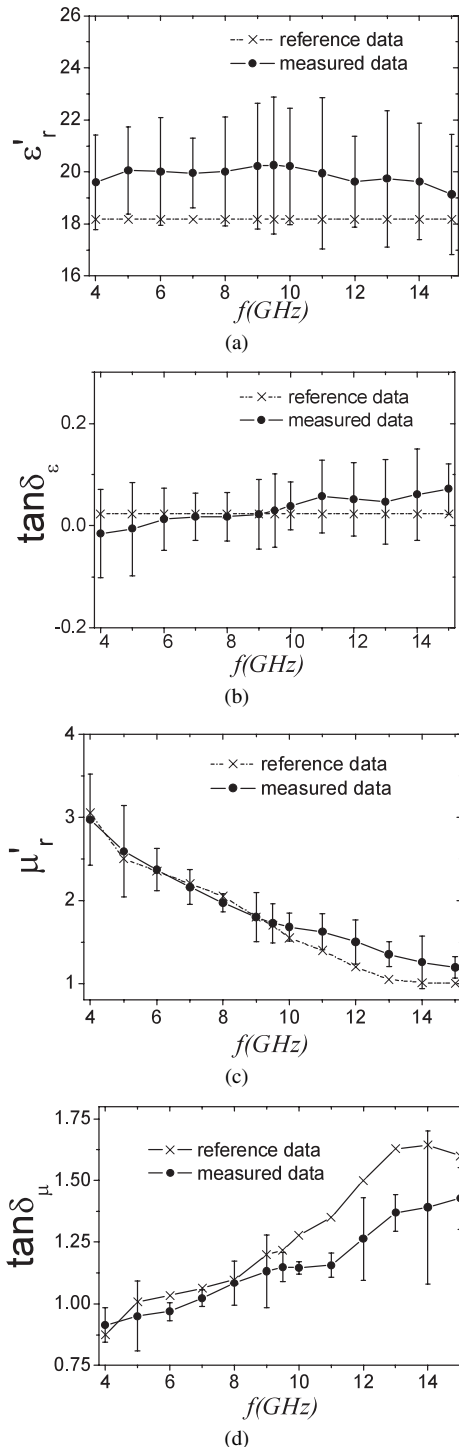 reference data
measured data
26
24
22
20
18
16
ε'r
4 6 8 10 12 14
f(GHz)
(a)
reference data
measured data
0.2
0.0
-0.2
tanδε
4 6 8 10 12 14
f(GHz)
(b)
reference data
measured data
4
3
2
1
μ'r
4 6 8 10 12 14
f(GHz)
(c)
reference data
measured data
1.75
1.50
1.25
1.00
0.75
tanδμ
4 6 8 10 12 14
f(GHz)
(d)